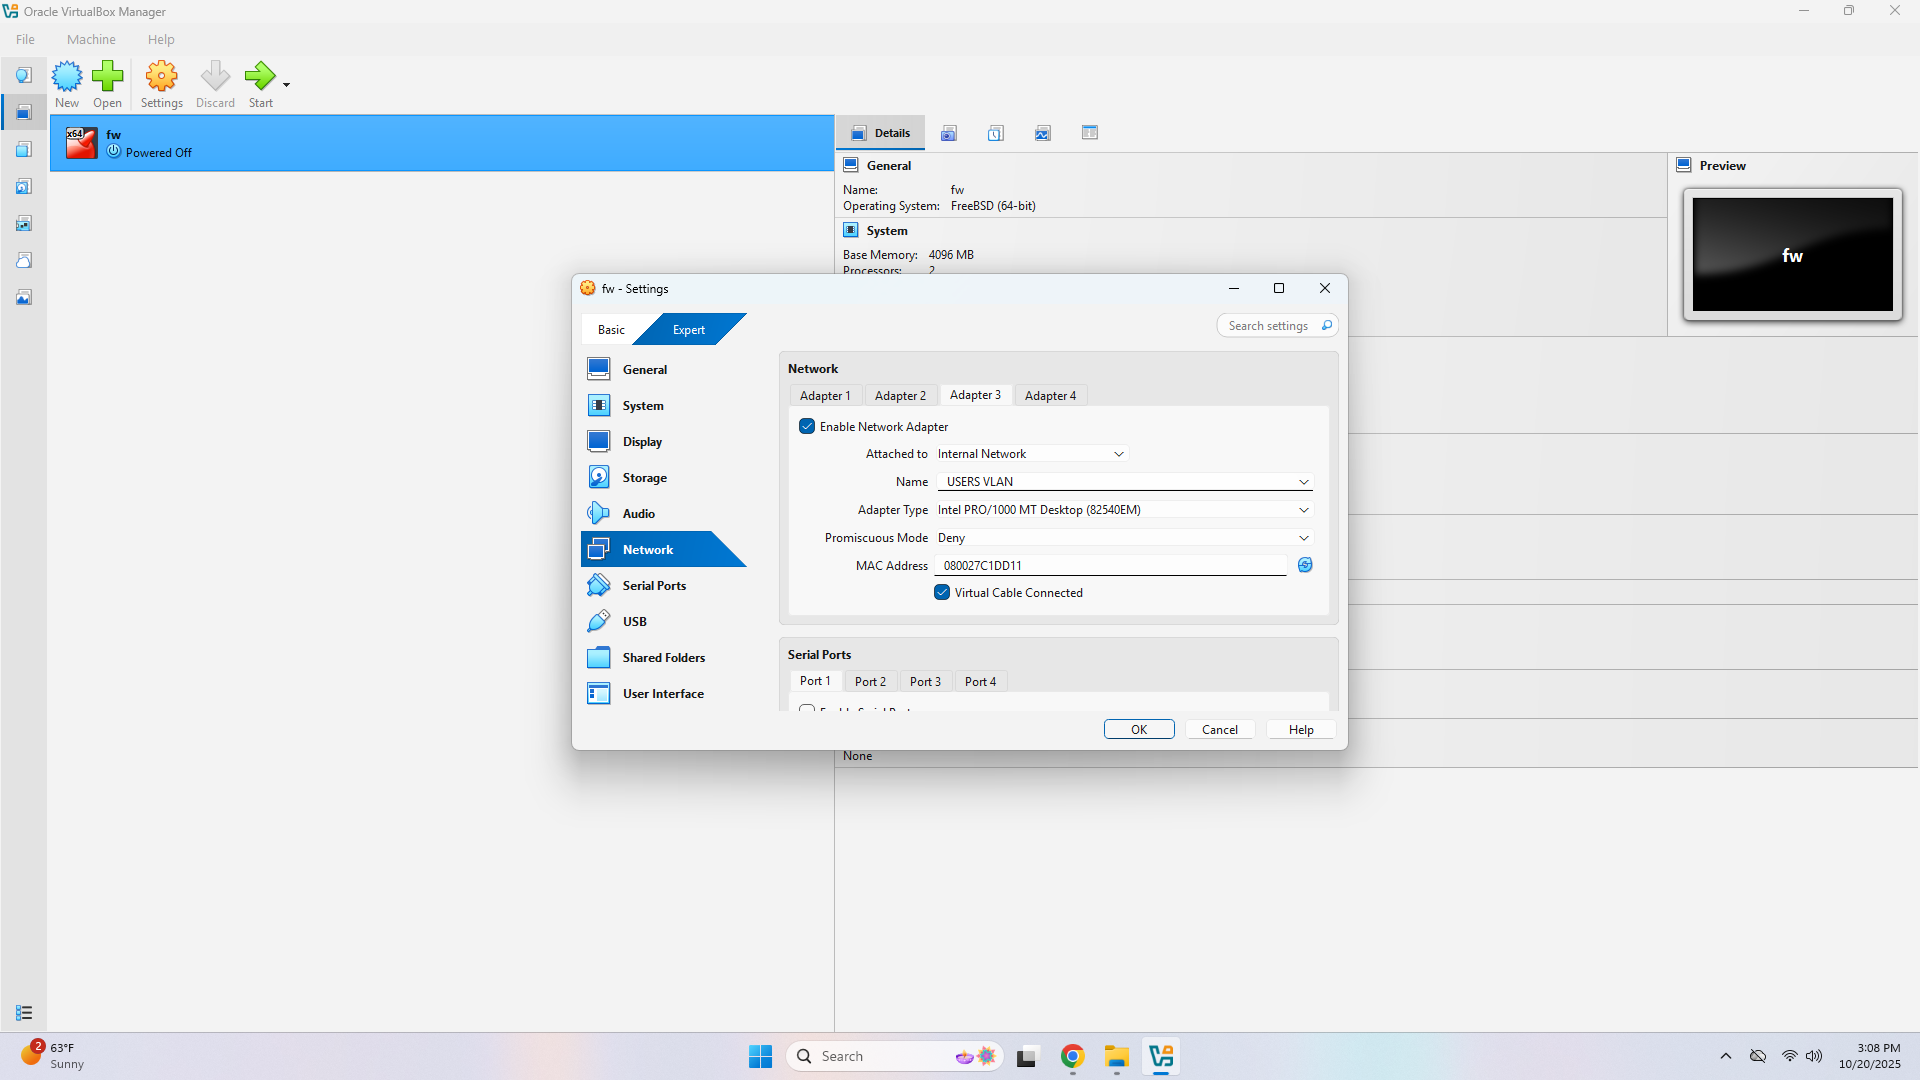 Oracle VirtualBox Manager
File Machine Help
New Open Settings Discard Start
x64 fw
Powered Off
Details
General
Name: fw
Operating System: FreeBSD (64-bit)
System
Base Memory: 4096 MB
Processors: 2
Preview
fw
fw - Settings
Basic Expert
Search settings
General
System
Display
Storage
Audio
Network
Serial Ports
USB
Shared Folders
User Interface
Network
Adapter 1 Adapter 2 Adapter 3 Adapter 4
Enable Network Adapter
Attached to Internal Network
Name USERS VLAN
Adapter Type Intel PRO/1000 MT Desktop (82540EM)
Promiscuous Mode Deny
MAC Address 080027C1DD11
Virtual Cable Connected
Serial Ports
Port 1 Port 2 Port 3 Port 4
Enable Serial Port
OK Cancel Help
None
2
63°F
Sunny
Search
3:08 PM
10/20/2025